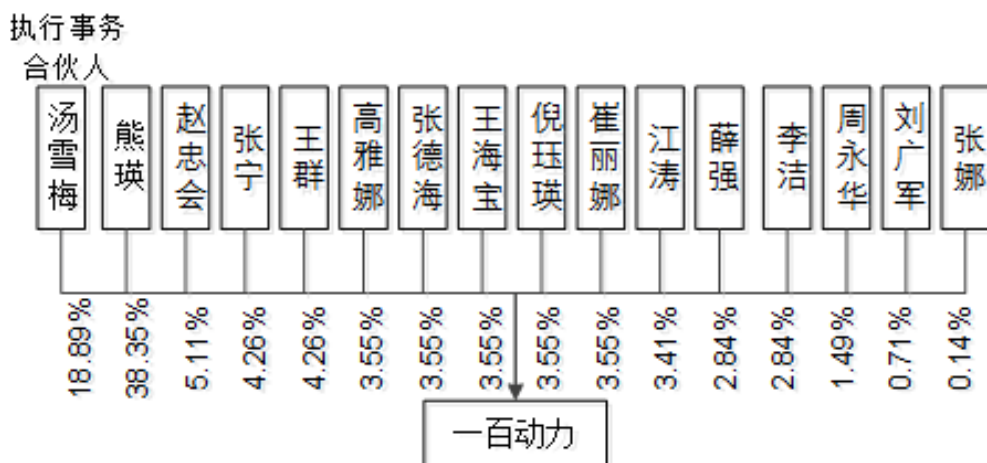 执行事务
合伙人
汤雪梅
熊瑛
赵忠会
张宁
王群
高雅娜
张德海
王海宝
倪珏瑛
崔丽娜
江涛
薛强
李洁
周永华
刘广军
张娜
18.89%
38.35%
5.11%
4.26%
4.26%
3.55%
3.55%
3.55%
3.55%
3.55%
3.41%
2.84%
2.84%
1.49%
0.71%
0.14%
一百动力